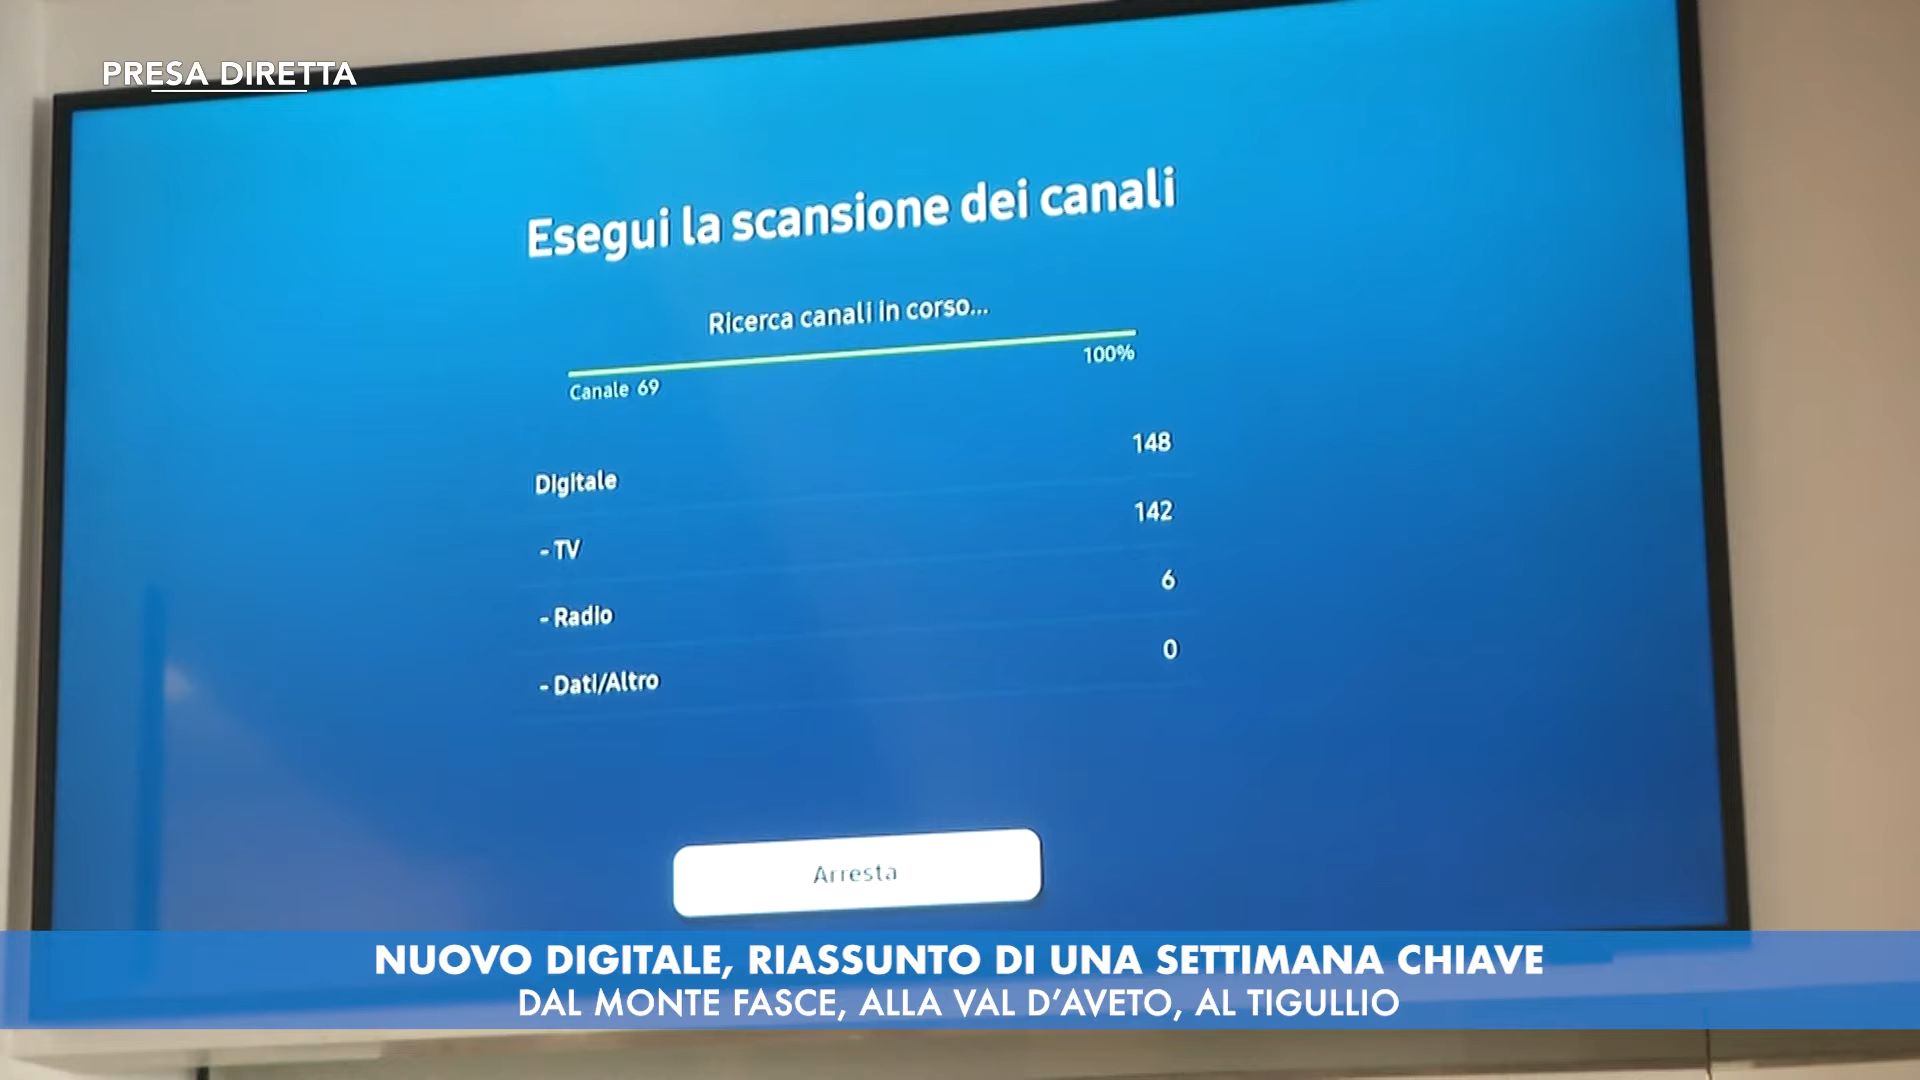 PRESA DIRETTA
Esegui la scansione dei canali
Ricerca canali in corso...
100%
Canale 69
Digitale 148
- TV 142
- Radio 6
- Dati/Altro 0
Arresta
NUOVO DIGITALE, RIASSUNTO DI UNA SETTIMANA CHIAVE
DAL MONTE FASCE, ALLA VAL D’AVETO, AL TIGULLIO